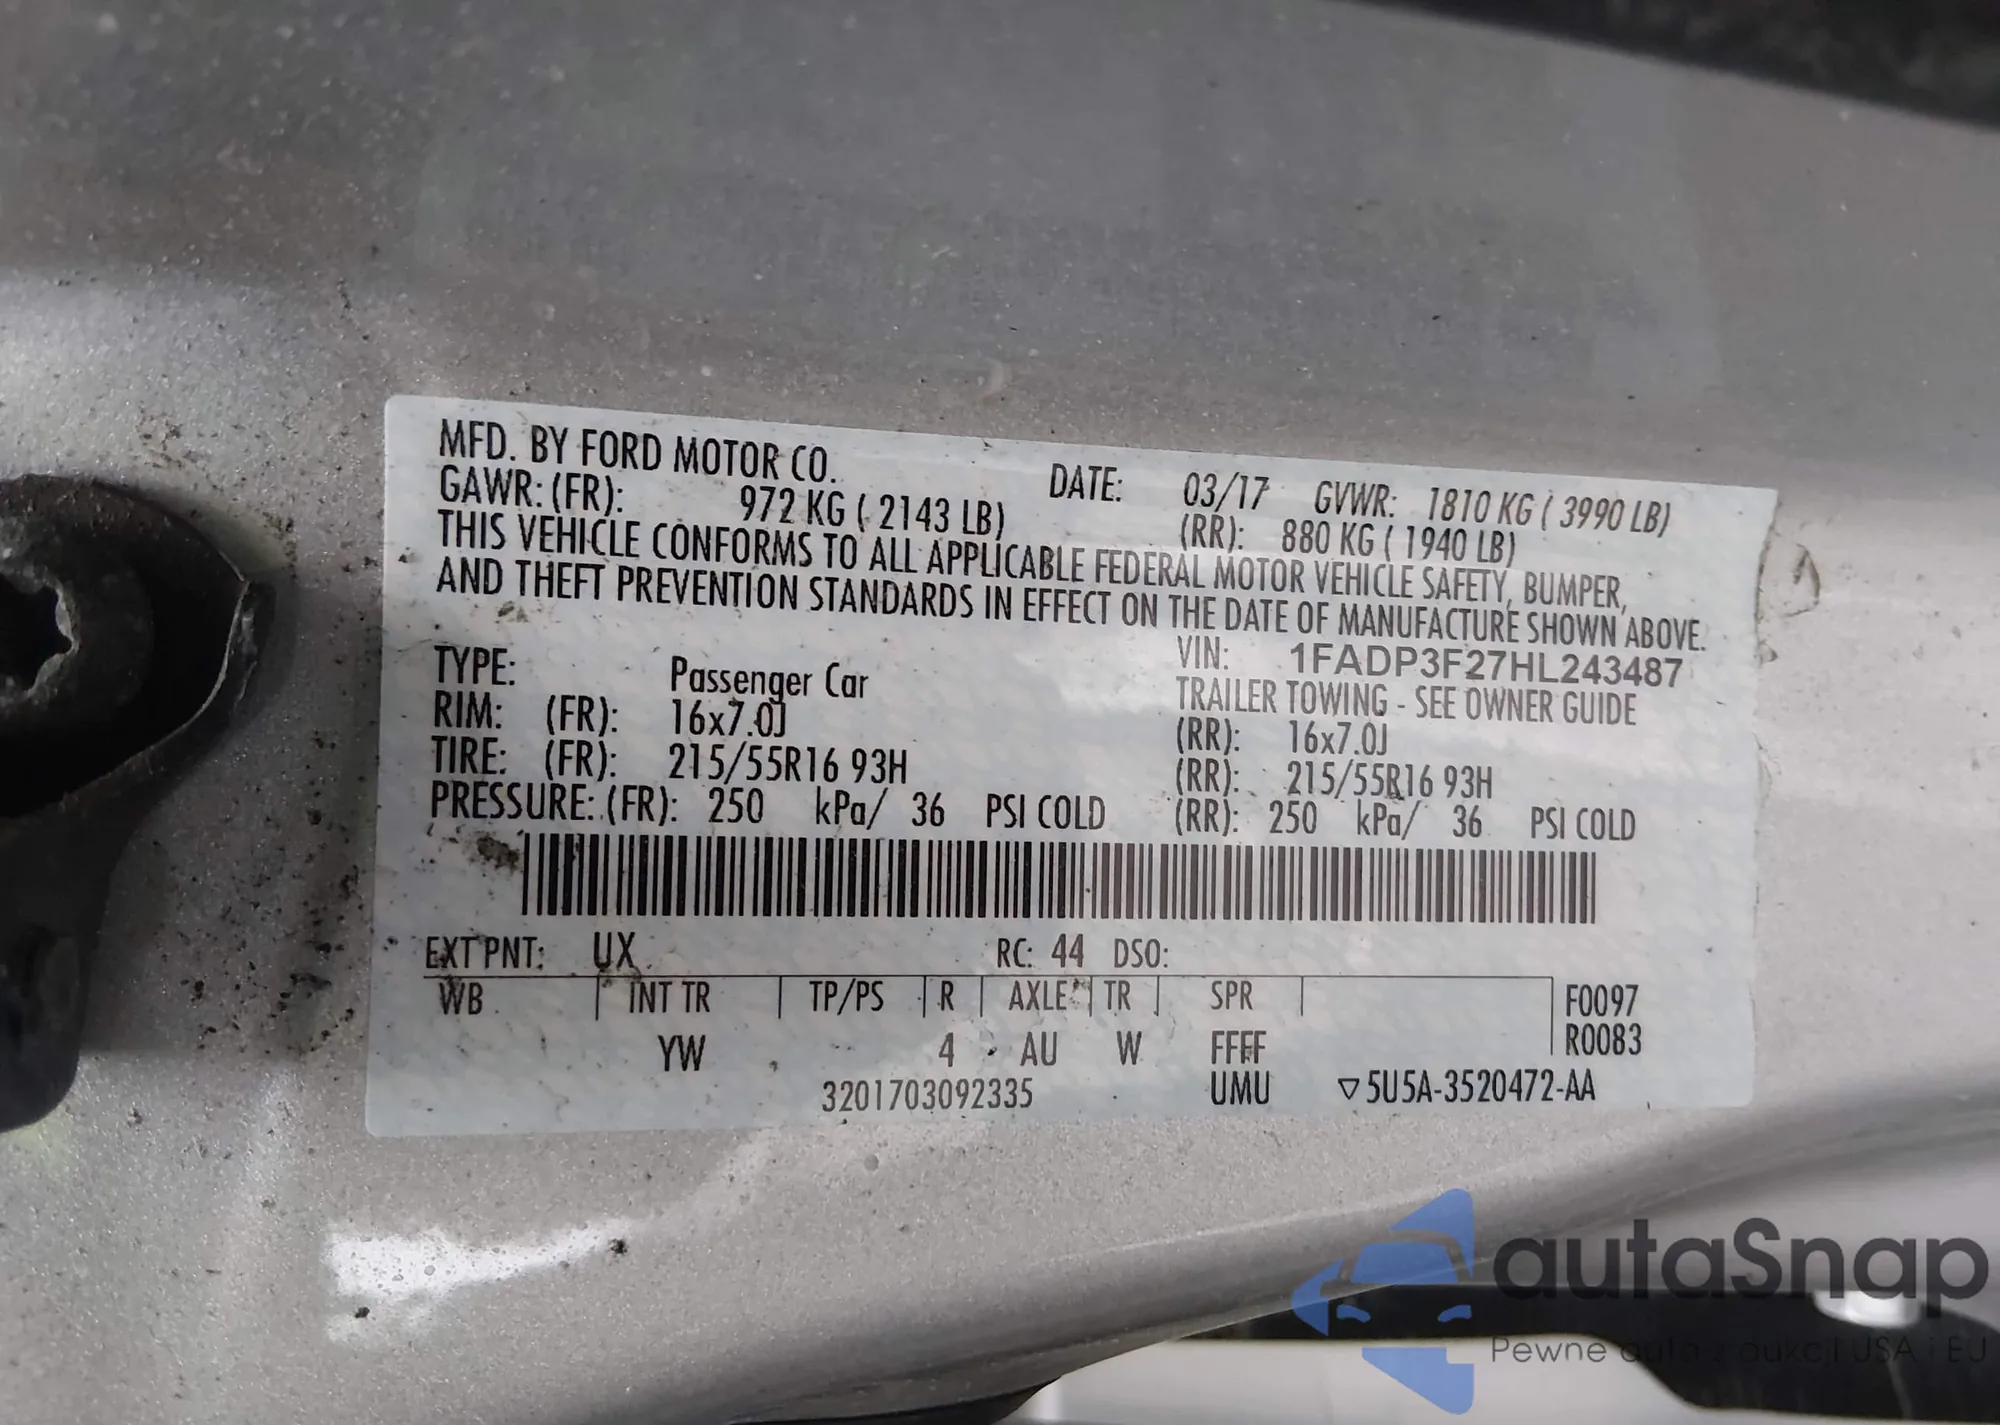 MFD. BY FORD MOTOR CO. DATE: 03/17 GVWR: 1810 KG ( 3990 LB)
GAWR: (FR): 972 KG ( 2143 LB) (RR): 880 KG ( 1940 LB)
THIS VEHICLE CONFORMS TO ALL APPLICABLE FEDERAL MOTOR VEHICLE SAFETY, BUMPER,
AND THEFT PREVENTION STANDARDS IN EFFECT ON THE DATE OF MANUFACTURE SHOWN ABOVE.
VIN: 1FADP3F27HL243487
TYPE: Passenger Car TRAILER TOWING - SEE OWNER GUIDE
RIM: (FR): 16x7.0J (RR): 16x7.0J
TIRE: (FR): 215/55R16 93H (RR): 215/55R16 93H
PRESSURE: (FR): 250 kPa/ 36 PSI COLD (RR): 250 kPa/ 36 PSI COLD
EXT PNT: UX RC: 44 DSO:
WB INT TR TP/PS R AXLE TR SPR F0097
R0083
YW 4 AU W FFFF
3201703092335 UMU ▽5U5A-3520472-AA
autaSnap
Pewne auta z aukcji USA i EU